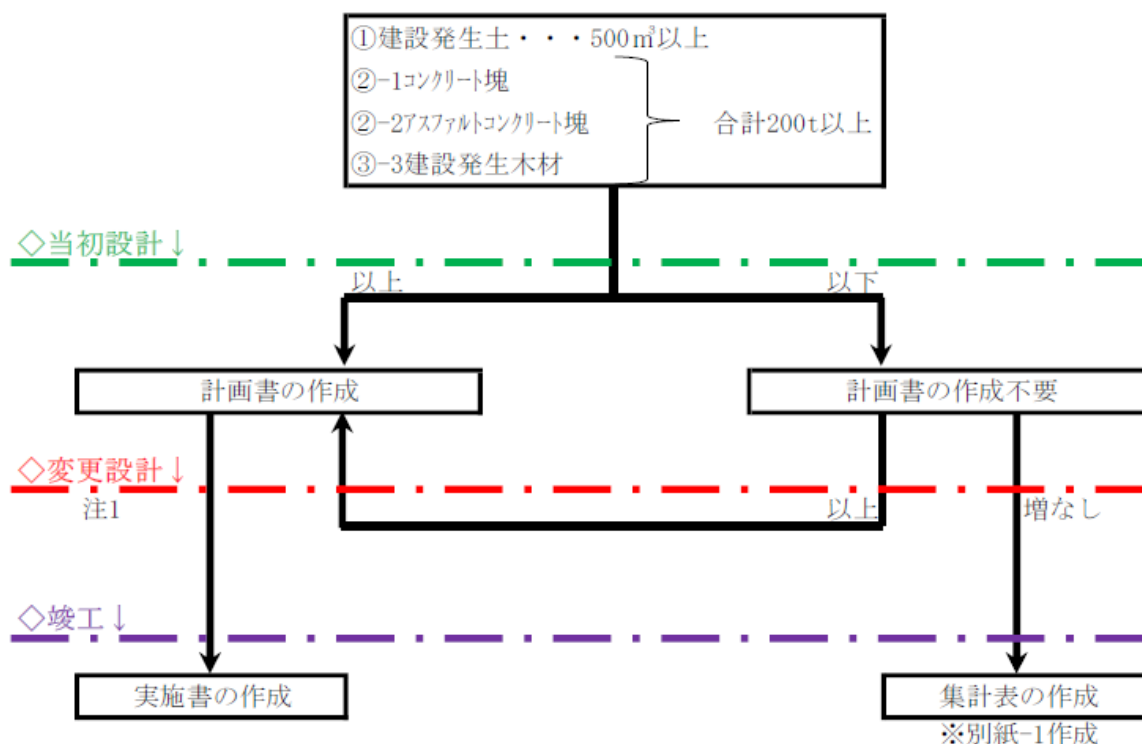 ①建設発生土・・・500㎥以上
②-1ｺﾝｸﾘｰﾄ塊
②-2ｱｽﾌｧﾙﾄｺﾝｸﾘｰﾄ塊 合計200t以上
③-3建設発生木材
◇当初設計↓
以上 以下
計画書の作成 計画書の作成不要
◇変更設計↓
注1 以上 増なし
◇竣工↓
実施書の作成 集計表の作成
※別紙-1作成